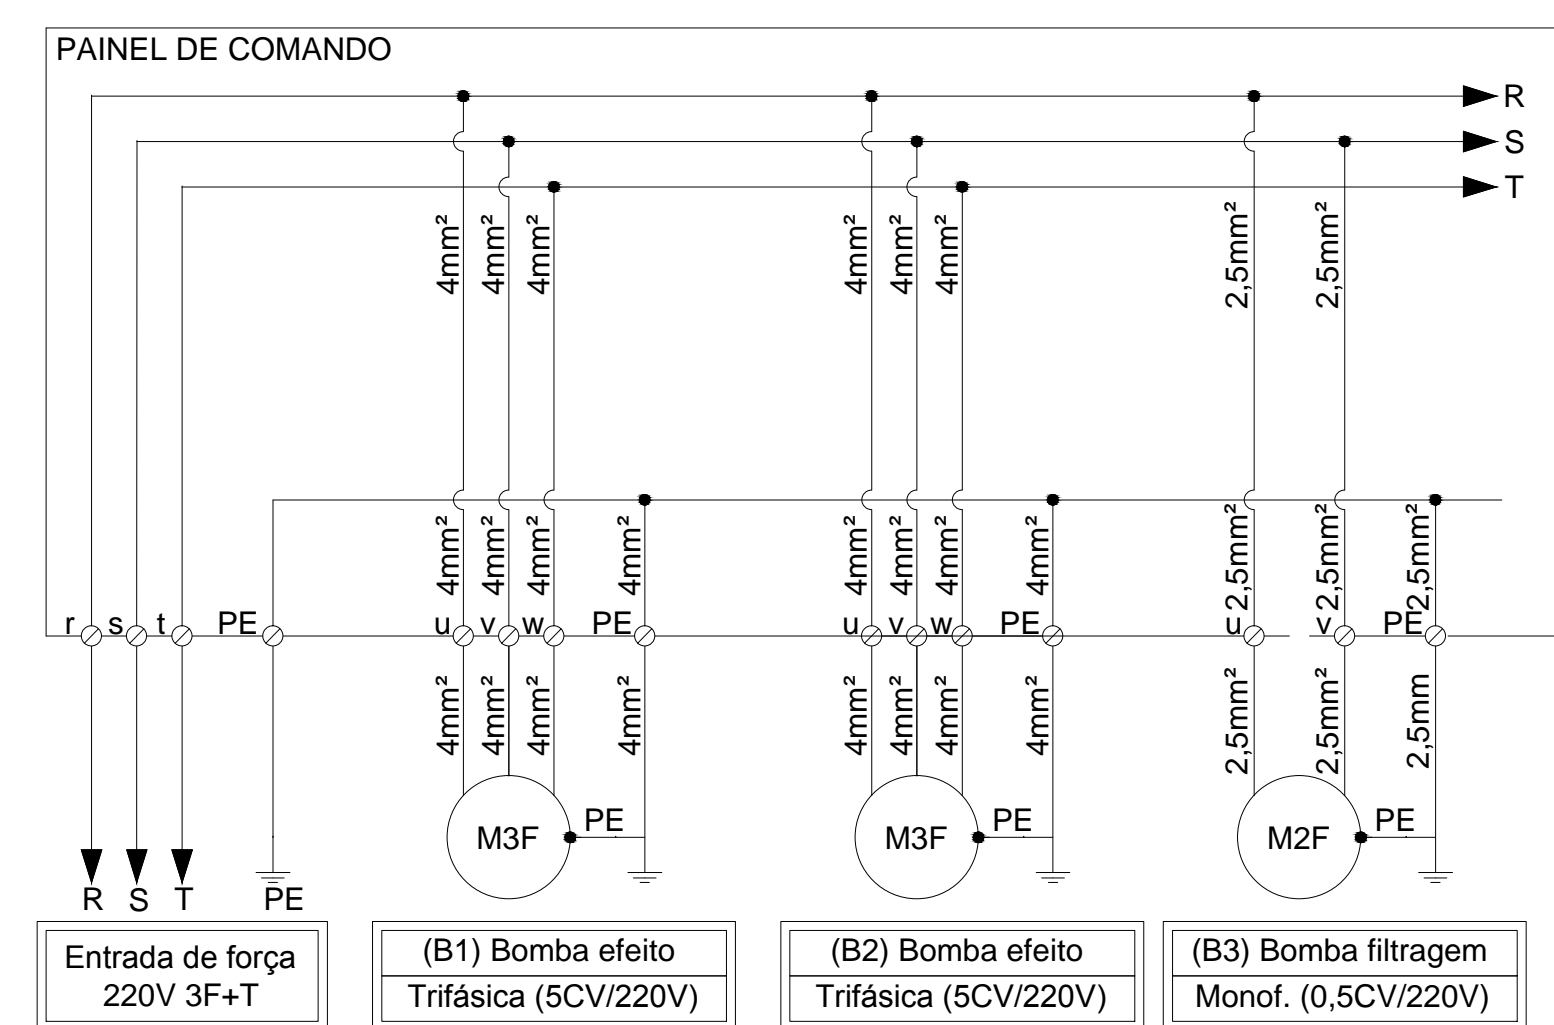 PAINEL DE COMANDO
R
S
T
4mm² 4mm² 4mm² 4mm² 4mm² 4mm² 2,5mm² 2,5mm²
4mm² 4mm² 4mm² 4mm² 4mm² 4mm² 4mm² 4mm² 2,5mm² 2,5mm² 2,5mm²
r s t PE u v w PE u v w PE u v PE
4mm² 4mm² 4mm² 4mm² 4mm² 4mm² 4mm² 4mm² 2,5mm² 2,5mm² 2,5mm
M3F PE M3F PE M2F PE
R S T PE
Entrada de força
220V 3F+T
(B1) Bomba efeito
Trifásica (5CV/220V)
(B2) Bomba efeito
Trifásica (5CV/220V)
(B3) Bomba filtragem
Monof. (0,5CV/220V)